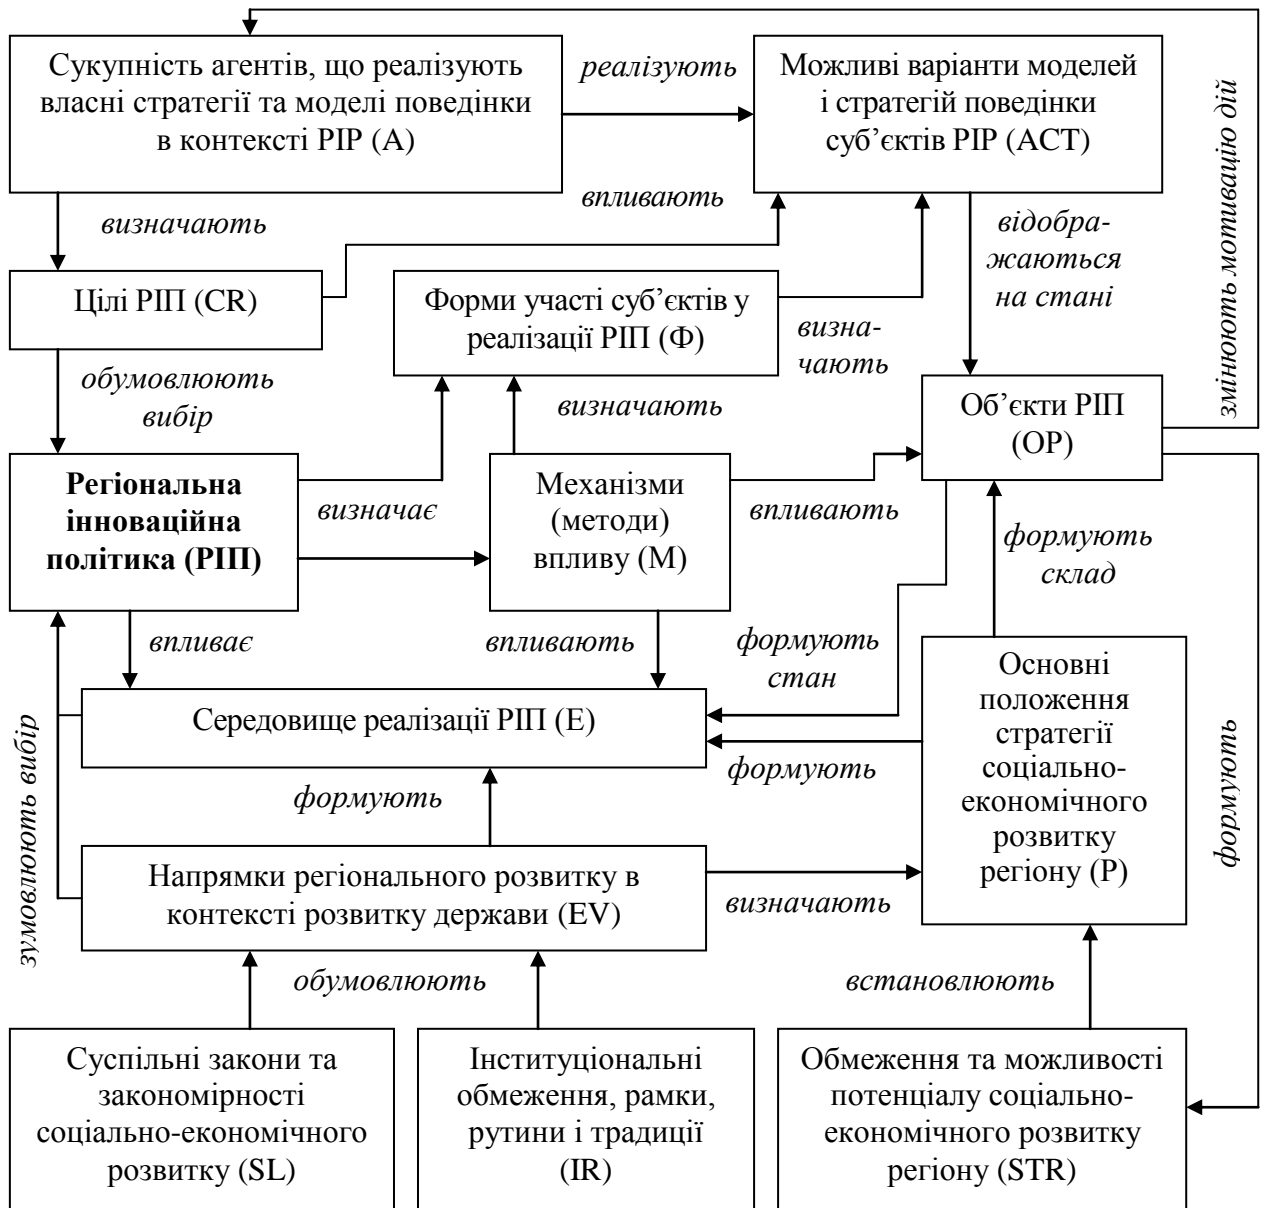 Сукупність агентів, що реалізують
власні стратегії та моделі поведінки
в контексті РІР (А)
реалізують
Можливі варіанти моделей
і стратегій поведінки
суб’єктів РІР (АСТ)
змінюють мотивацію дій
визначають
впливають
відобра-
жаються
на стані
Цілі РІП (CR)
Форми участі суб’єктів у
реалізації РІП (Ф)
визна-
чають
обумовлюють
вибір
визначають
Об’єкти РІП
(ОР)
Регіональна
інноваційна
політика (РІП)
визначає
Механізми
(методи)
впливу (М)
впливають
формують
склад
впливає
впливають
формують
стан
Основні
положення
стратегії
соціально-
економічного
розвитку
регіону (Р)
Середовище реалізації РІП (Е)
зумовлюють вибір
формують
формують
формують
Напрямки регіонального розвитку в
контексті розвитку держави (EV)
визначають
обумовлюють
встановлюють
Суспільні закони та
закономірності
соціально-економічного
розвитку (SL)
Інституціональні
обмеження, рамки,
рутини і традиції
(IR)
Обмеження та можливості
потенціалу соціально-
економічного розвитку
регіону (STR)